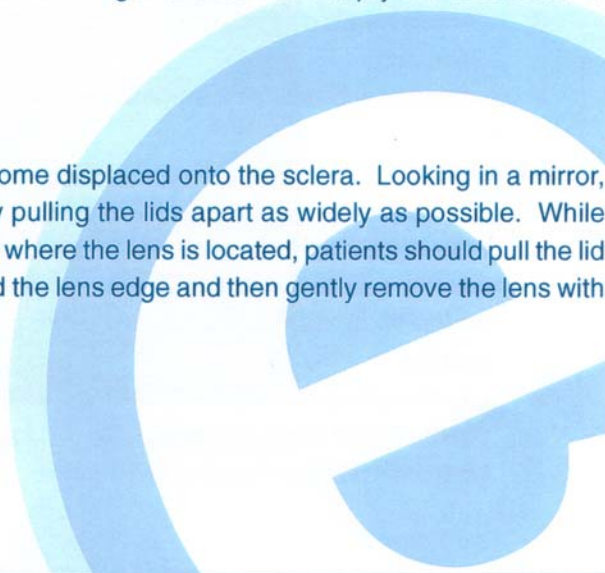 ome displaced onto the sclera. Looking in a mirror,
pulling the lids apart as widely as possible. While
where the lens is located, patients should pull the lid
the lens edge and then gently remove the lens with